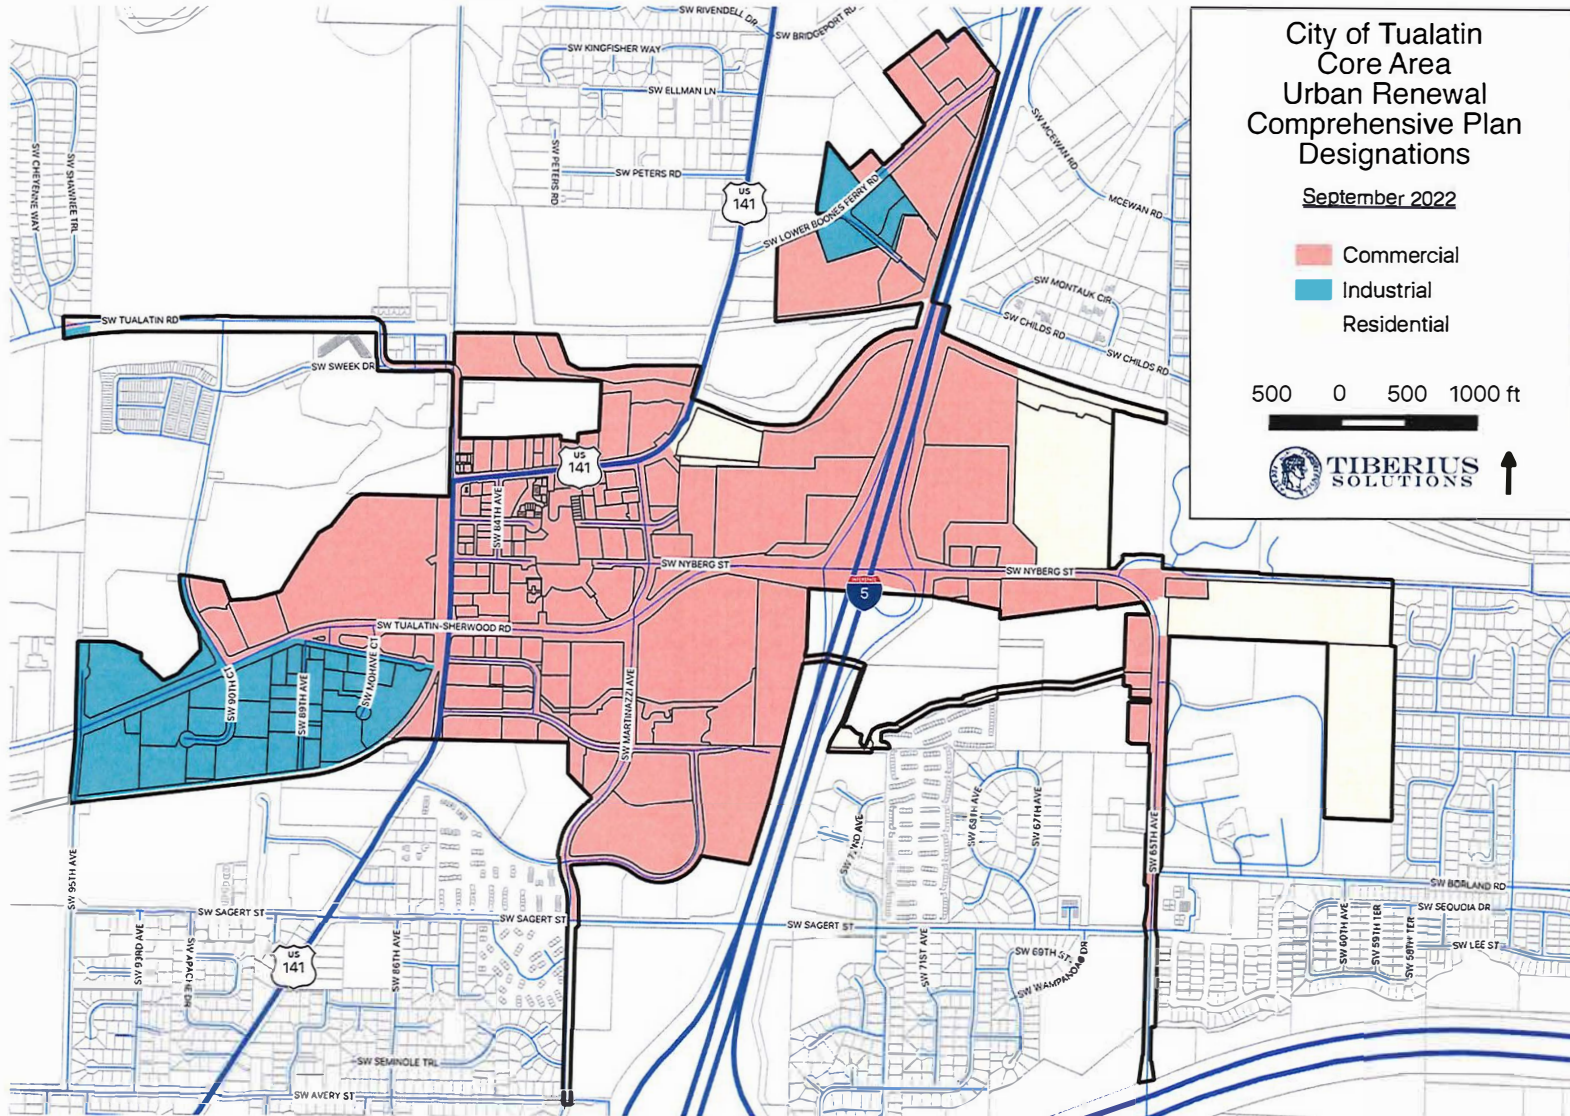 City of Tualatin
Core Area
Urban Renewal
Comprehensive Plan
Designations
September 2022
Commercial
Industrial
Residential
500 0 500 1000 ft
TIBERIUS
SOLUTIONS
SW RIVENDELL DR
SW BRIDGEPORT RD
SW KINGFISHER WAY
SW ELLMAN LN
SW PETERS RD
SW PETERS RD
SW CHEYENNE WAY
SW SHAWNEE TRL
US
141
SW LOWER BOONES FERRY RD
SW MCEWAN RD
MCEWAN RD
SW MONTAUK CIR
SW CHILDS RD
SW CHILDS RD
SW TUALATIN RD
SW SWEEK DR
US
141
SW 84TH AVE
SW NYBERG ST
SW NYBERG ST
INTERSTATE
5
SW TUALATIN-SHERWOOD RD
SW 90TH CT
SW 89TH AVE
SW MOHAVE CT
SW MARTINAZZI AVE
SW 95TH AVE
SW 65TH AVE
SW 68TH AVE
SW 67TH AVE
SW BORLAND RD
SW SEQUOIA DR
SW LEE ST
SW 60TH AVE
SW 59TH TER
SW 58TH TER
SW SAGERT ST
SW SAGERT ST
SW SAGERT ST
SW 93RD AVE
SW APACHE DR
US
141
SW 86TH AVE
SW 71ST AVE
SW 69TH ST
SW WAMPANOAG DR
SW SEMINOLE TRL
SW AVERY ST